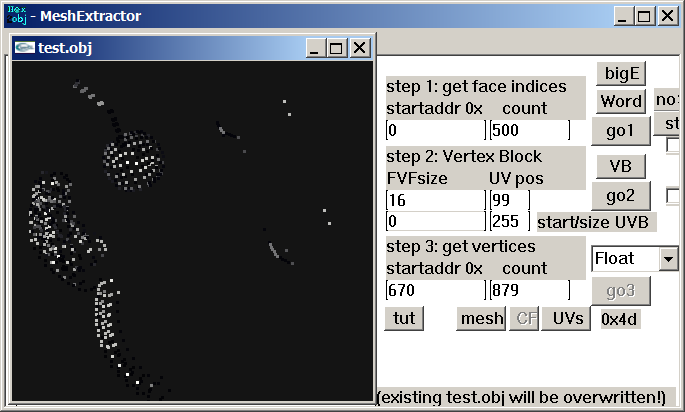 Hex
obj - MeshExtractor
test.obj
step 1: get face indices
startaddr 0x count
0 500
bigE
Word
go1
no
st
step 2: Vertex Block
FVFsize UV pos
16 99
0 255 start/size UVB
VB
go2
step 3: get vertices
startaddr 0x count
670 879
Float
go3
tut mesh CF UVs 0x4d
(existing test.obj will be overwritten!)